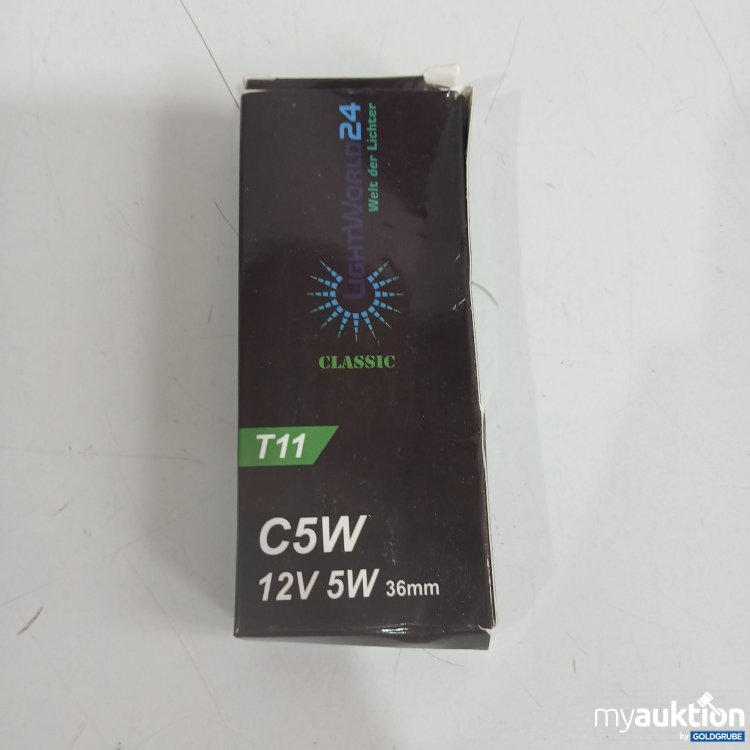 LIGHTWORLD24
Welt der Lichter
CLASSIC
T11
C5W
12V 5W 36mm
myauktion
by GOLDGRUBE